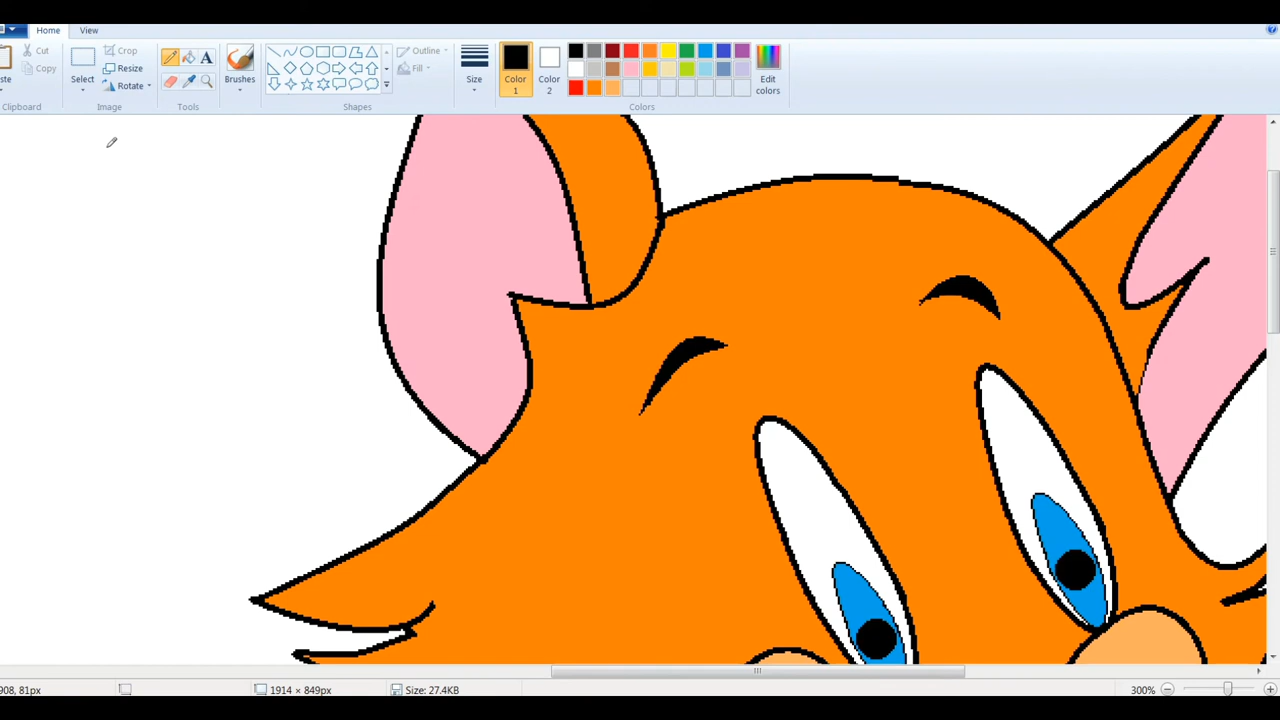 Home View
ste
Cut
Copy
Clipboard
Select
Crop
Resize
Rotate
Image
A
Tools
Brushes
Outline
Fill
Shapes
Size
Color
1
Color
2
Edit
colors
Colors
908, 81px
1914 × 849px
Size: 27.4KB
300%